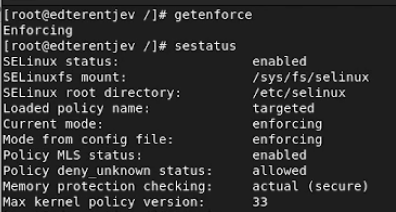 [root@edterentjev /]# getenforce
Enforcing
[root@edterentjev /]# sestatus
SELinux status:                 enabled
SELinuxfs mount:                /sys/fs/selinux
SELinux root directory:         /etc/selinux
Loaded policy name:             targeted
Current mode:                   enforcing
Mode from config file:          enforcing
Policy MLS status:              enabled
Policy deny_unknown status:     allowed
Memory protection checking:     actual (secure)
Max kernel policy version:      33